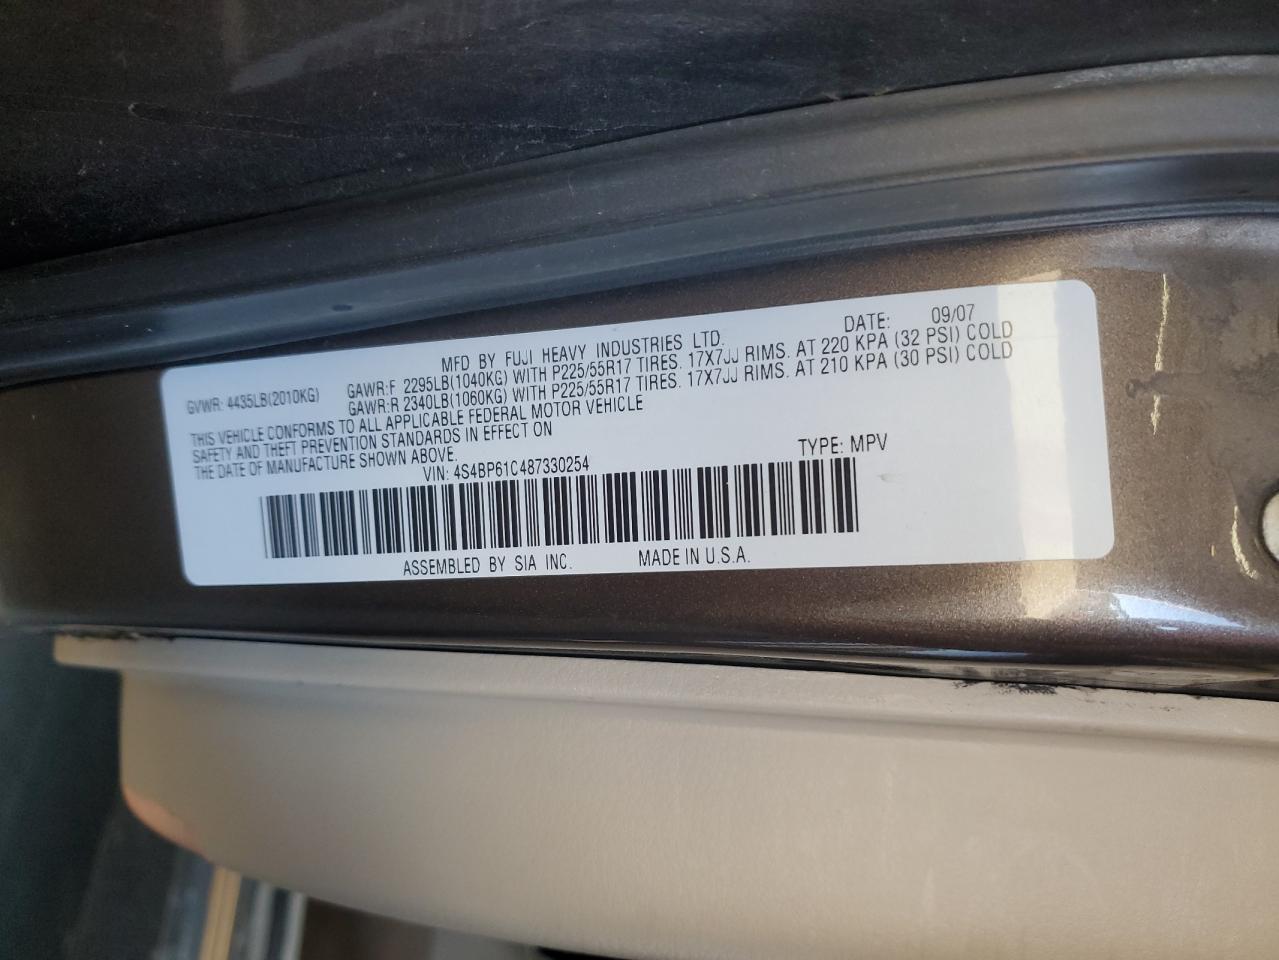 MFD BY FUJI HEAVY INDUSTRIES LTD. DATE: 09/07
GVWR: 4435LB(2010KG) GAWR:F 2295LB(1040KG) WITH P225/55R17 TIRES. 17X7JJ RIMS. AT 220 KPA (32 PSI) COLD
GAWR:R 2340LB(1060KG) WITH P225/55R17 TIRES. 17X7JJ RIMS. AT 210 KPA (30 PSI) COLD
THIS VEHICLE CONFORMS TO ALL APPLICABLE FEDERAL MOTOR VEHICLE
SAFETY AND THEFT PREVENTION STANDARDS IN EFFECT ON
THE DATE OF MANUFACTURE SHOWN ABOVE.
VIN: 4S4BP61C487330254 TYPE: MPV
ASSEMBLED BY SIA INC. MADE IN U.S.A.